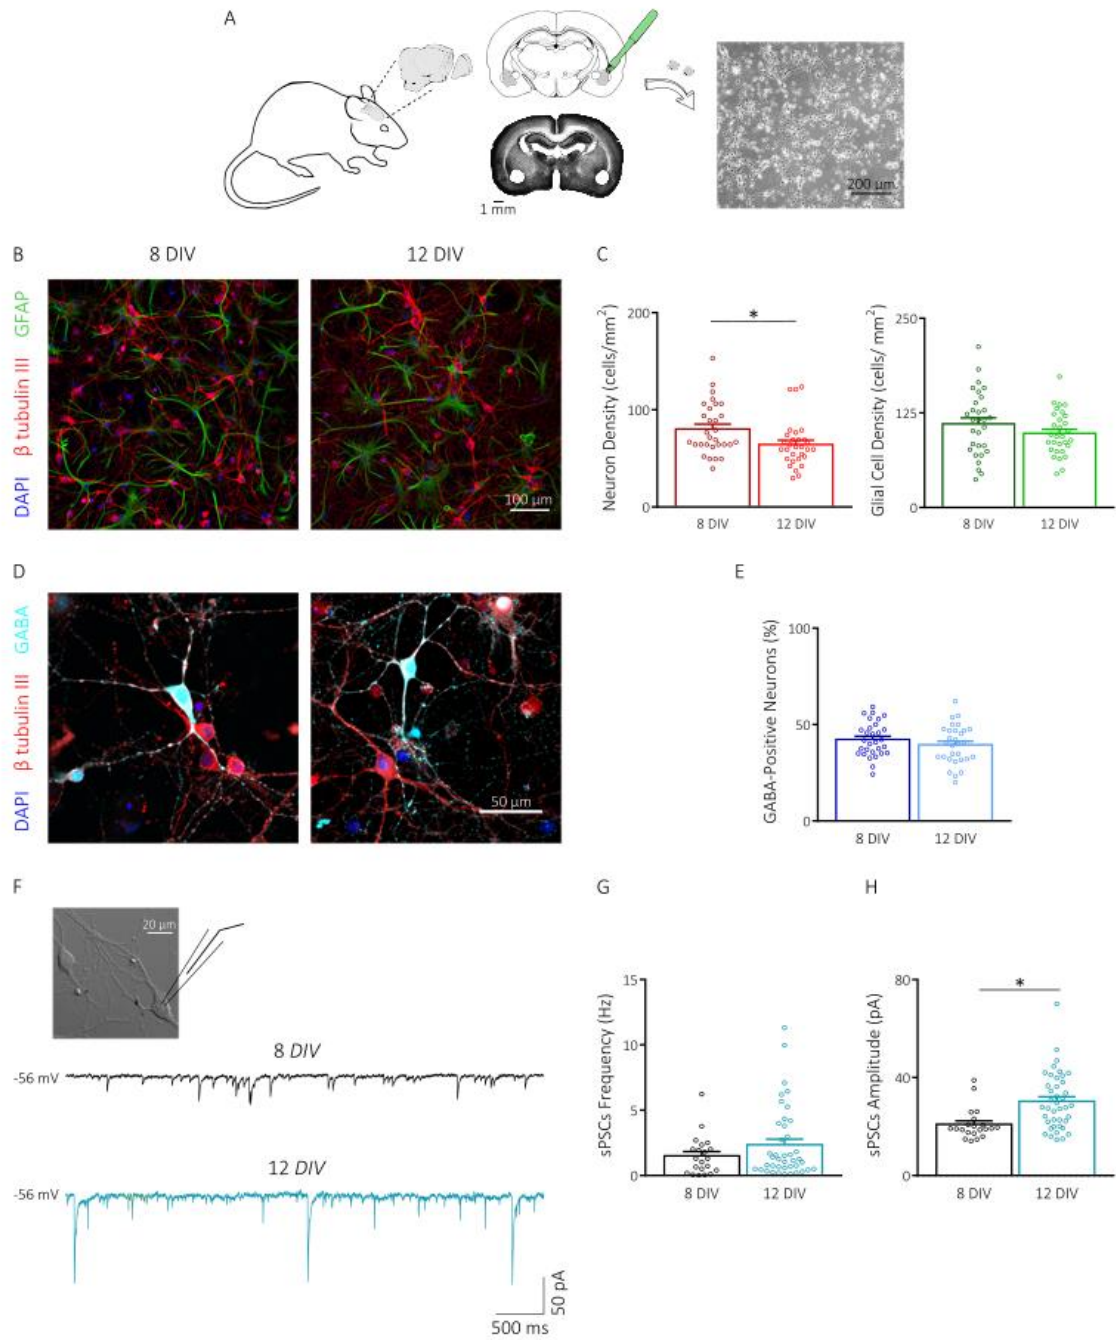 A
200 µm
1 mm
B
8 DIV
12 DIV
DAPI β tubulin III GFAP
100 µm
C
Neuron Density (cells/mm²)
200
100
0
*
8 DIV
12 DIV
Glial Cell Density (cells/ mm²)
250
125
0
8 DIV
12 DIV
D
DAPI β tubulin III GABA
50 µm
E
GABA-Positive Neurons (%)
100
50
0
8 DIV
12 DIV
F
20 µm
8 DIV
-56 mV
12 DIV
-56 mV
50 pA
500 ms
G
sPSCs Frequency (Hz)
15
10
5
0
8 DIV
12 DIV
H
sPSCs Amplitude (pA)
80
40
0
*
8 DIV
12 DIV